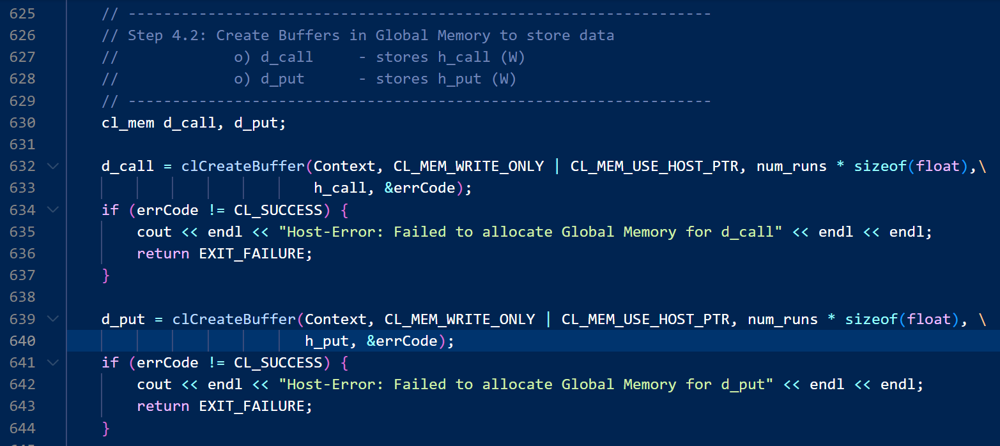 625 // ------------------------------------------------------------------
626 // Step 4.2: Create Buffers in Global Memory to store data
627 //             o) d_call     - stores h_call (W)
628 //             o) d_put      - stores h_put (W)
629 // ------------------------------------------------------------------
630 cl_mem d_call, d_put;
631
632 d_call = clCreateBuffer(Context, CL_MEM_WRITE_ONLY | CL_MEM_USE_HOST_PTR, num_runs * sizeof(float),\
633                         h_call, &errCode);
634 if (errCode != CL_SUCCESS) {
635     cout << endl << "Host-Error: Failed to allocate Global Memory for d_call" << endl << endl;
636     return EXIT_FAILURE;
637 }
638
639 d_put = clCreateBuffer(Context, CL_MEM_WRITE_ONLY | CL_MEM_USE_HOST_PTR, num_runs * sizeof(float), \
640                        h_put, &errCode);
641 if (errCode != CL_SUCCESS) {
642     cout << endl << "Host-Error: Failed to allocate Global Memory for d_put" << endl << endl;
643     return EXIT_FAILURE;
644 }